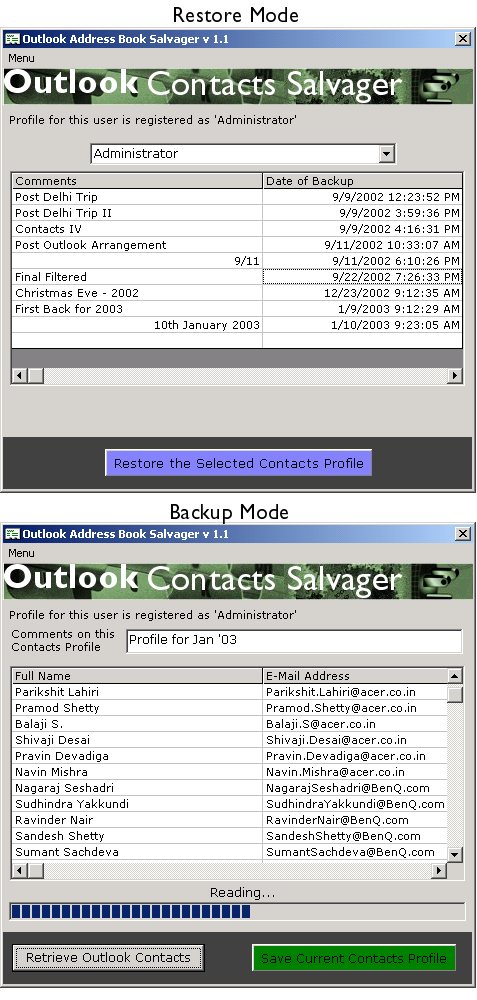 Restore Mode
Outlook Address Book Salvager v 1.1
Menu
Outlook Contacts Salvager
Profile for this user is registered as 'Administrator'
Administrator
Comments Date of Backup
Post Delhi Trip 9/9/2002 12:23:52 PM
Post Delhi Trip II 9/9/2002 3:59:36 PM
Contacts IV 9/9/2002 4:16:31 PM
Post Outlook Arrangement 9/11/2002 10:33:07 AM
9/11 9/11/2002 6:10:26 PM
Final Filtered 9/22/2002 7:26:33 PM
Christmas Eve - 2002 12/23/2002 9:12:35 AM
First Back for 2003 1/9/2003 9:12:29 AM
10th January 2003 1/10/2003 9:23:05 AM
Restore the Selected Contacts Profile
Backup Mode
Outlook Address Book Salvager v 1.1
Menu
Outlook Contacts Salvager
Profile for this user is registered as 'Administrator'
Comments on this
Contacts Profile
Profile for Jan '03
Full Name E-Mail Address
Parikshit Lahiri Parikshit.Lahiri@acer.co.in
Pramod Shetty Pramod.Shetty@acer.co.in
Balaji S. Balaji.S@acer.co.in
Shivaji Desai Shivaji.Desai@acer.co.in
Pravin Devadiga Pravin.Devadiga@acer.co.in
Navin Mishra Navin.Mishra@acer.co.in
Nagaraj Seshadri NagarajSeshadri@BenQ.com
Sudhindra Yakkundi SudhindraYakkundi@BenQ.com
Ravinder Nair RavinderNair@BenQ.com
Sandesh Shetty SandeshShetty@BenQ.com
Sumant Sachdeva SumantSachdeva@BenQ.com
Reading...
Retrieve Outlook Contacts
Save Current Contacts Profile